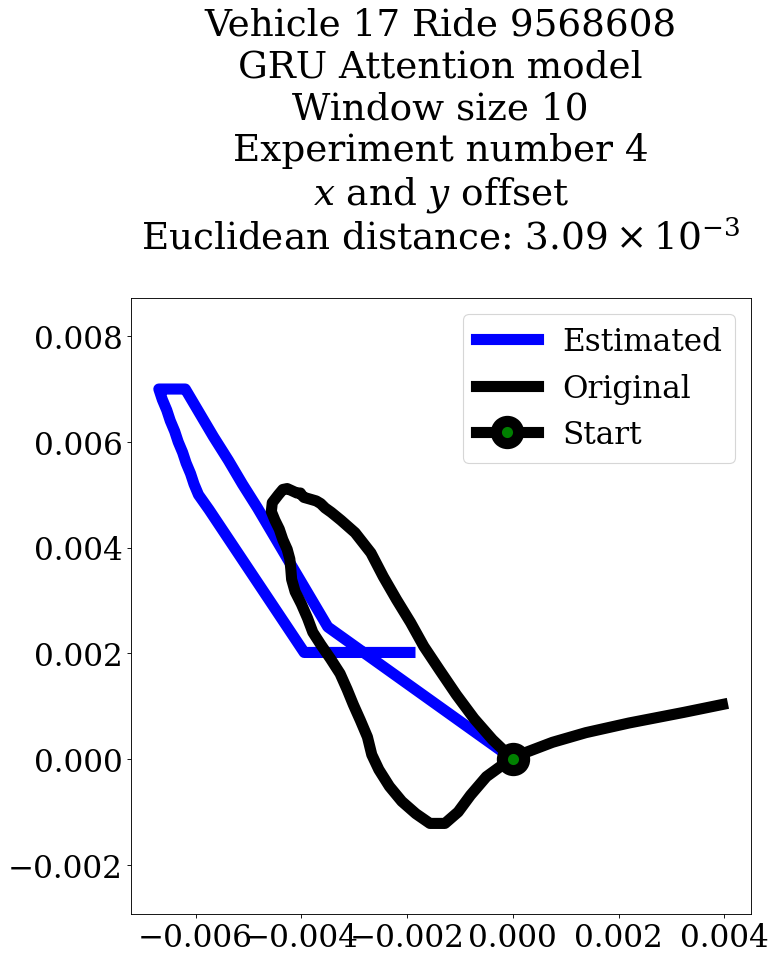 Vehicle 17 Ride 9568608
GRU Attention model
Window size 10
Experiment number 4
x and y offset
Euclidean distance: 3.09 × 10⁻³
Estimated
Original
Start
0.008
0.006
0.004
0.002
0.000
−0.002
−0.006 −0.004 −0.002 0.000 0.002 0.004